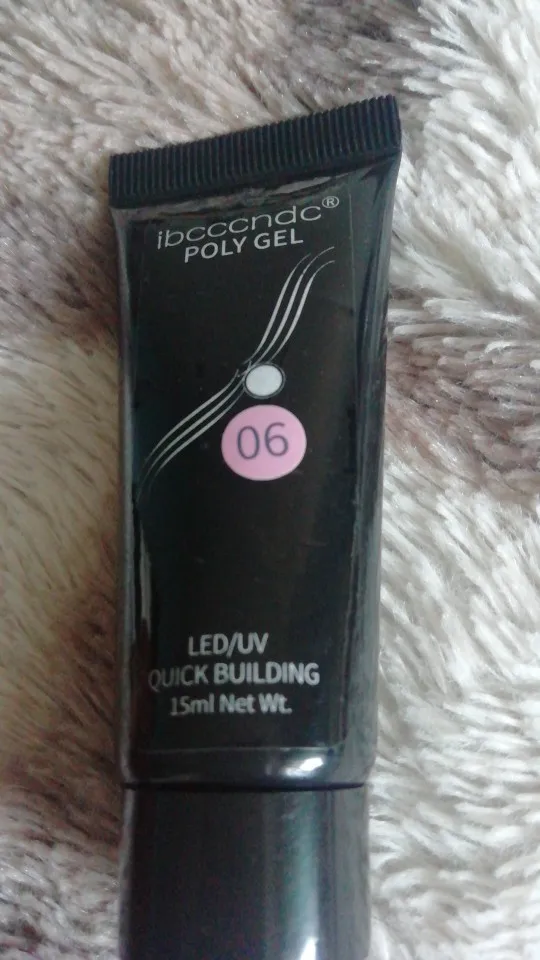 ibcccndc®
POLY GEL
06
LED/UV
QUICK BUILDING
15ml Net Wt.